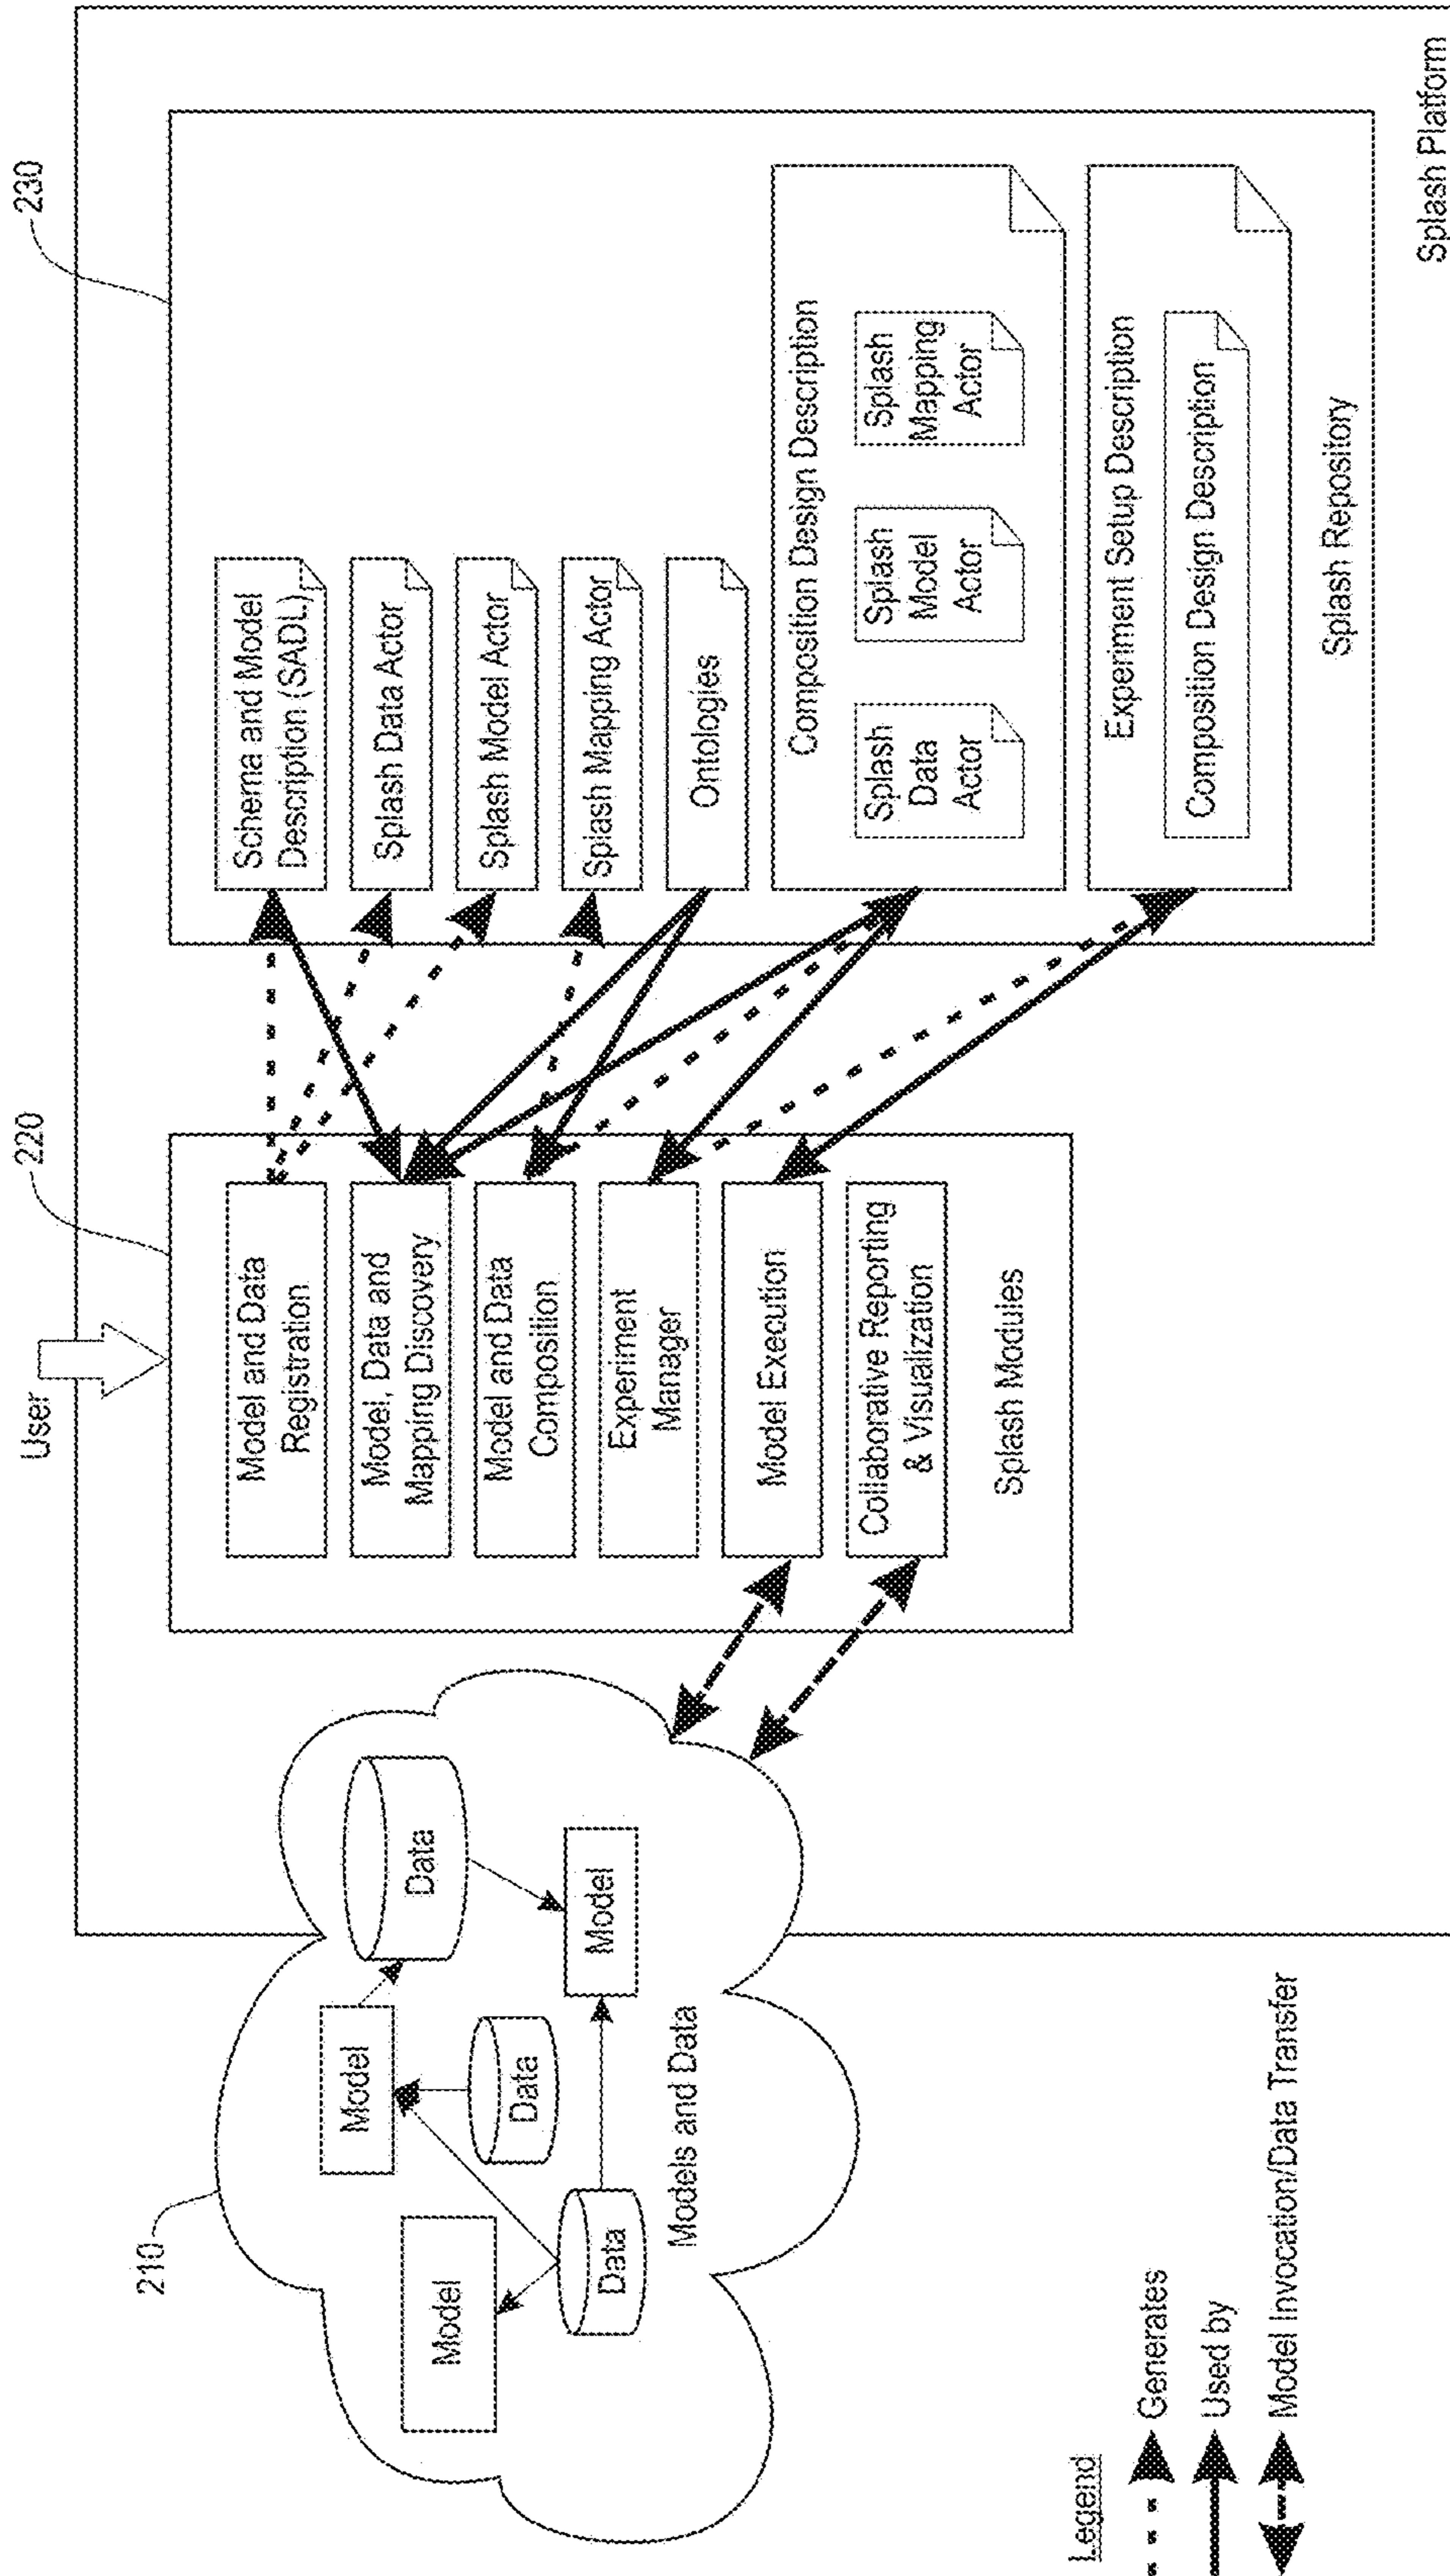 User
220
230
210
Model
Model
Data
Data
Data
Model
Models and Data
Model and Data
Registration
Model, Data and
Mapping Discovery
Model and Data
Composition
Experiment
Manager
Model Execution
Collaborative Reporting
& Visualization
Splash Modules
Schema and Model
Description (SADL)
Splash Data Actor
Splash Model Actor
Splash Mapping Actor
Ontologies
Composition Design Description
Splash
Data
Actor
Splash
Model
Actor
Splash
Mapping
Actor
Experiment Setup Description
Composition Design Description
Splash Repository
Splash Platform
Legend
Generates
Used by
Model Invocation/Data Transfer